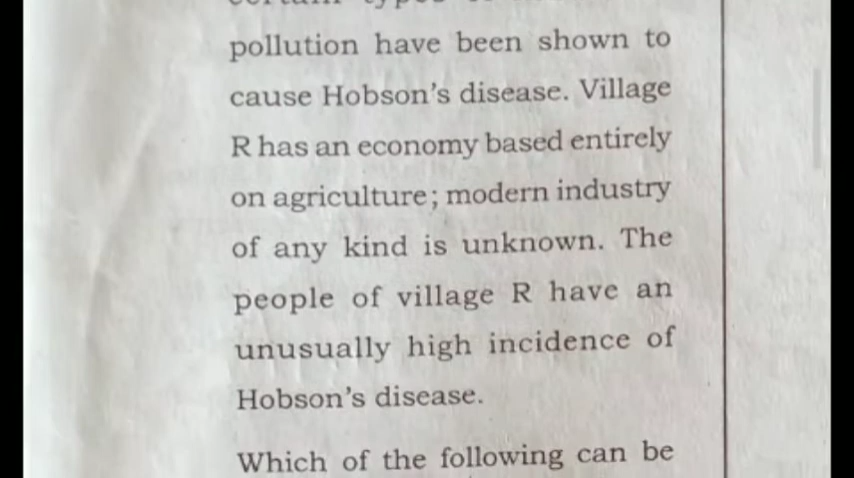 pollution have been shown to
cause Hobson's disease. Village
R has an economy based entirely
on agriculture; modern industry
of any kind is unknown. The
people of village R have an
unusually high incidence of
Hobson's disease.
Which of the following can be